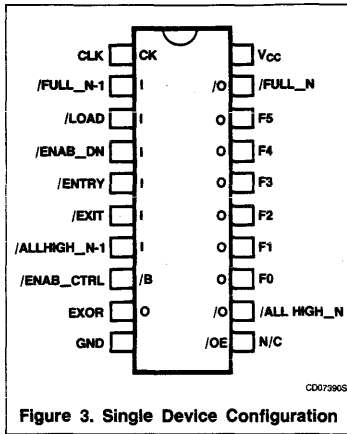 CLK CK VCC
/FULL_N-1 I /O /FULL_N
/LOAD I O F5
/ENAB_DN I O F4
/ENTRY I O F3
/EXIT I O F2
/ALLHIGH_N-1 I O F1
/ENAB_CTRL /B O F0
EXOR O /O /ALL HIGH_N
GND /OE N/C
CD07390S
Figure 3. Single Device Configuration